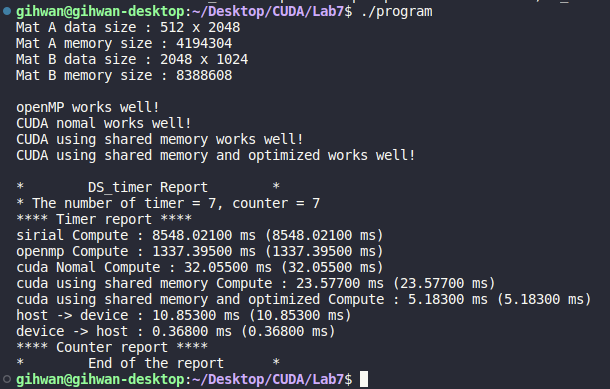 gihwan@gihwan-desktop:~/Desktop/CUDA/Lab7$ ./program
Mat A data size : 512 x 2048
Mat A memory size : 4194304
Mat B data size : 2048 x 1024
Mat B memory size : 8388608

openMP works well!
CUDA nomal works well!
CUDA using shared memory works well!
CUDA using shared memory and optimized works well!

*        DS_timer Report        *
* The number of timer = 7, counter = 7
**** Timer report ****
sirial Compute : 8548.02100 ms (8548.02100 ms)
openmp Compute : 1337.39500 ms (1337.39500 ms)
cuda Nomal Compute : 32.05500 ms (32.05500 ms)
cuda using shared memory Compute : 23.57700 ms (23.57700 ms)
cuda using shared memory and optimized Compute : 5.18300 ms (5.18300 ms)
host -> device : 10.85300 ms (10.85300 ms)
device -> host : 0.36800 ms (0.36800 ms)
**** Counter report ****
*        End of the report      *
gihwan@gihwan-desktop:~/Desktop/CUDA/Lab7$